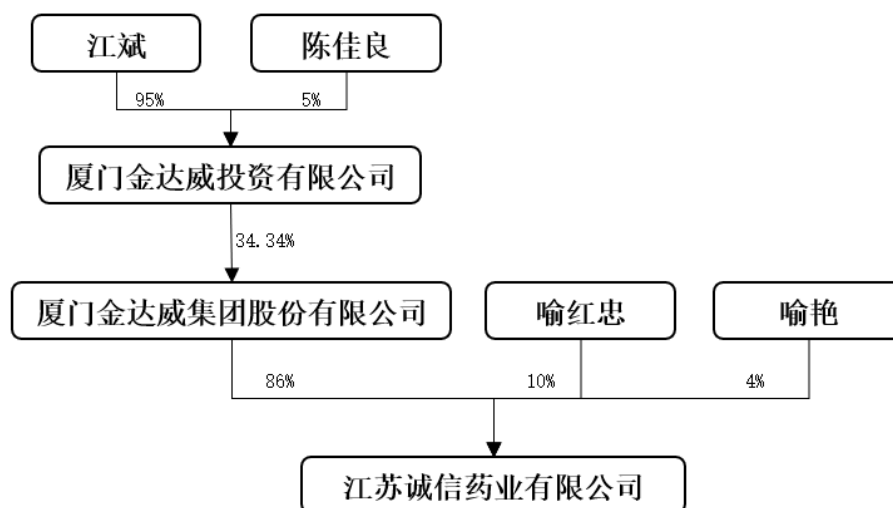 江斌
陈佳良
95%
5%
厦门金达威投资有限公司
34.34%
厦门金达威集团股份有限公司
喻红忠
喻艳
86%
10%
4%
江苏诚信药业有限公司